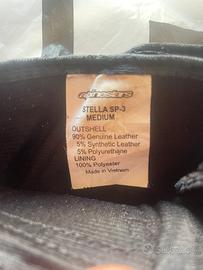 alpinestars
STELLA SP-3
MEDIUM
OUTSHELL
90% Genuine Leather
5% Synthetic Leather
5% Polyurethane
LINING
100% Polyester
Made in Vietnam